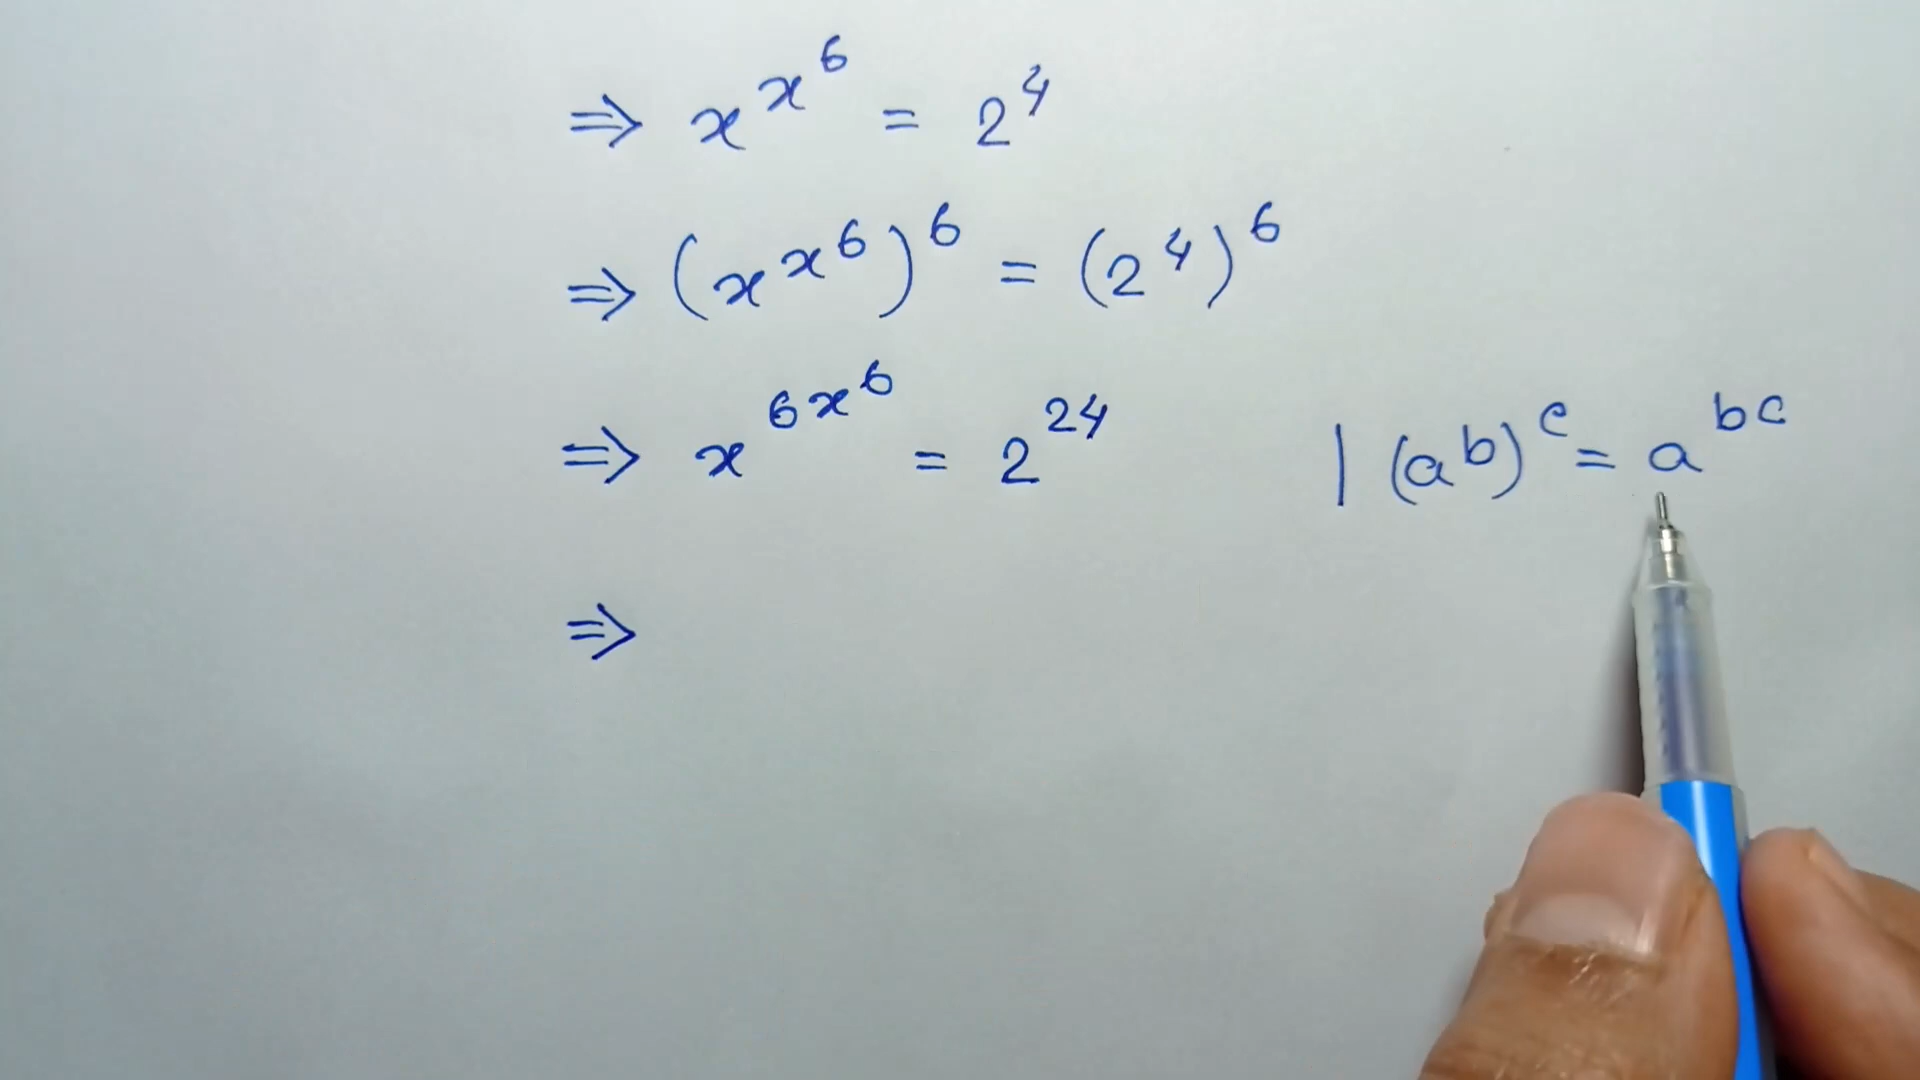 ⇒ x^x^6 = 2^4
⇒ (x^x^6)^6 = (2^4)^6
⇒ x^6x^6 = 2^24 | (a^b)^c = a^bc
⇒